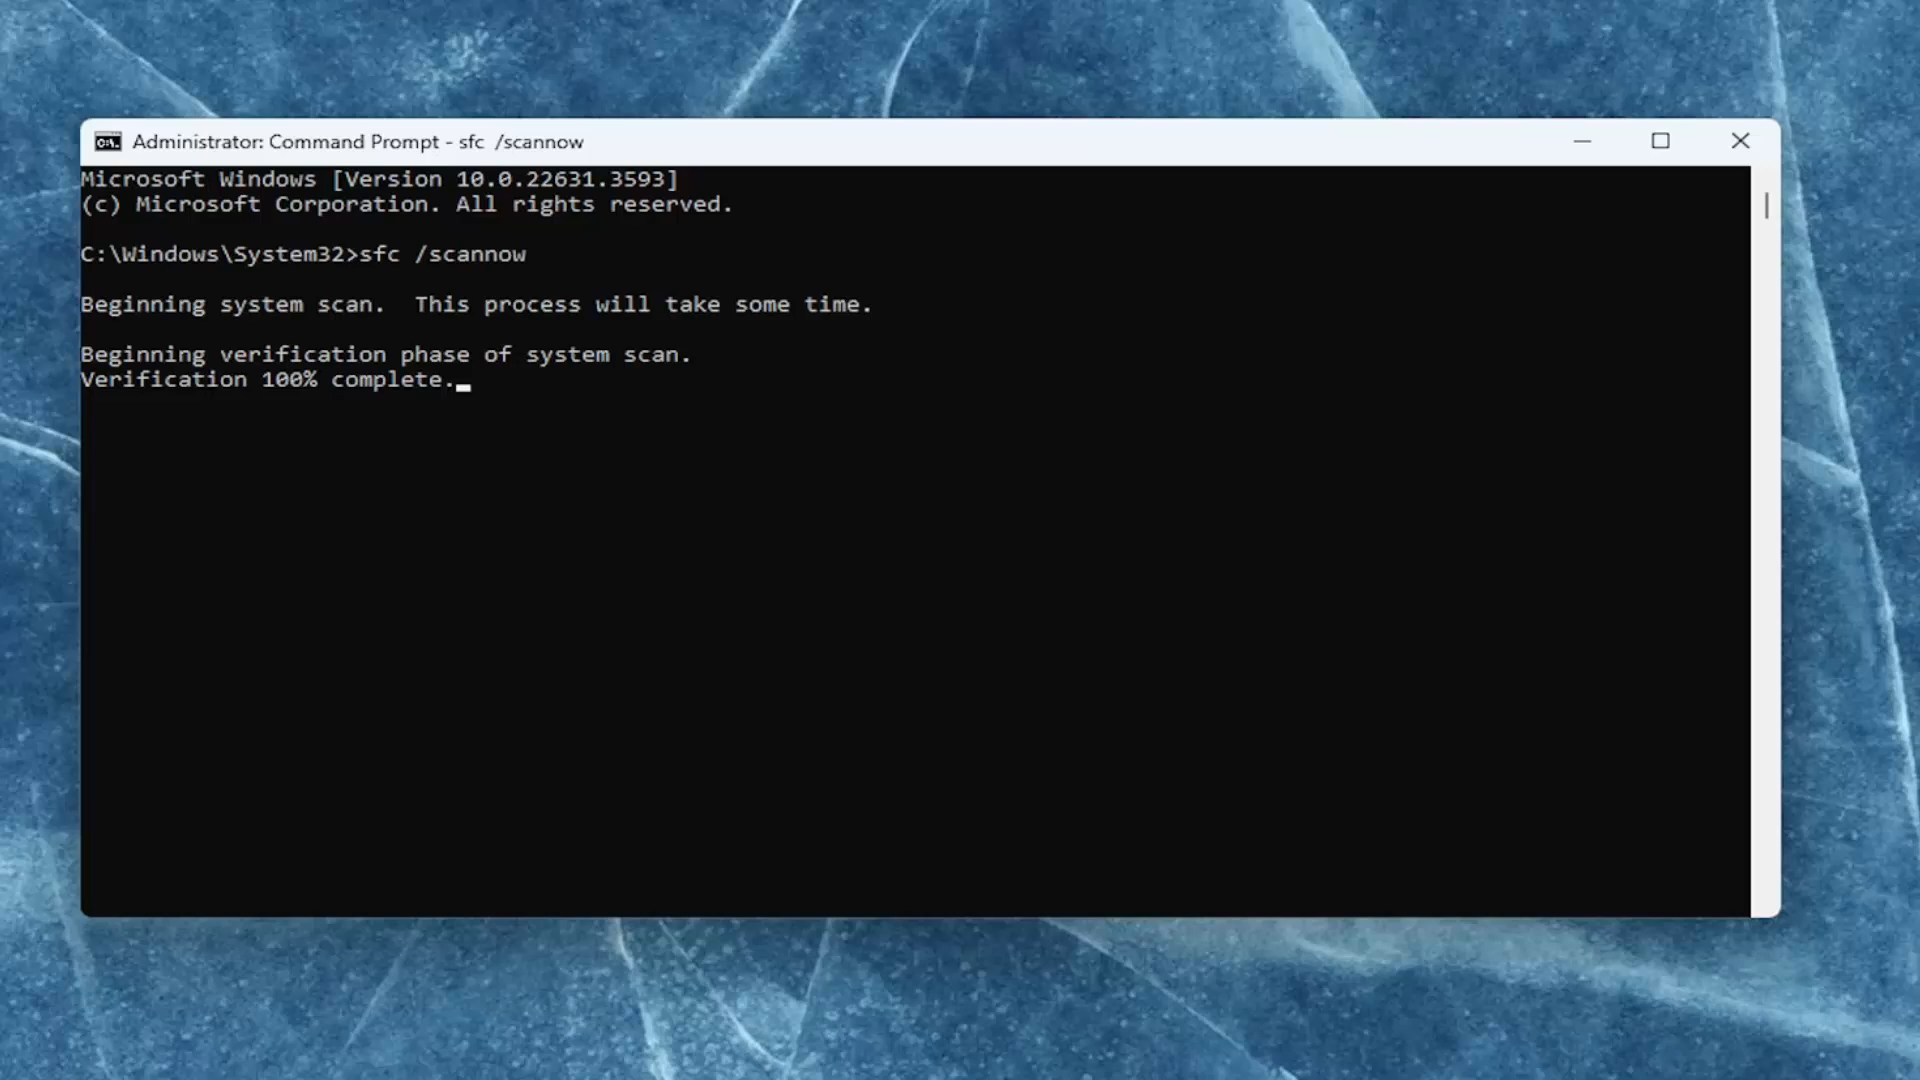 Administrator: Command Prompt - sfc  /scannow
Microsoft Windows [Version 10.0.22631.3593]
(c) Microsoft Corporation. All rights reserved.
C:\Windows\System32>sfc /scannow
Beginning system scan.  This process will take some time.
Beginning verification phase of system scan.
Verification 100% complete.